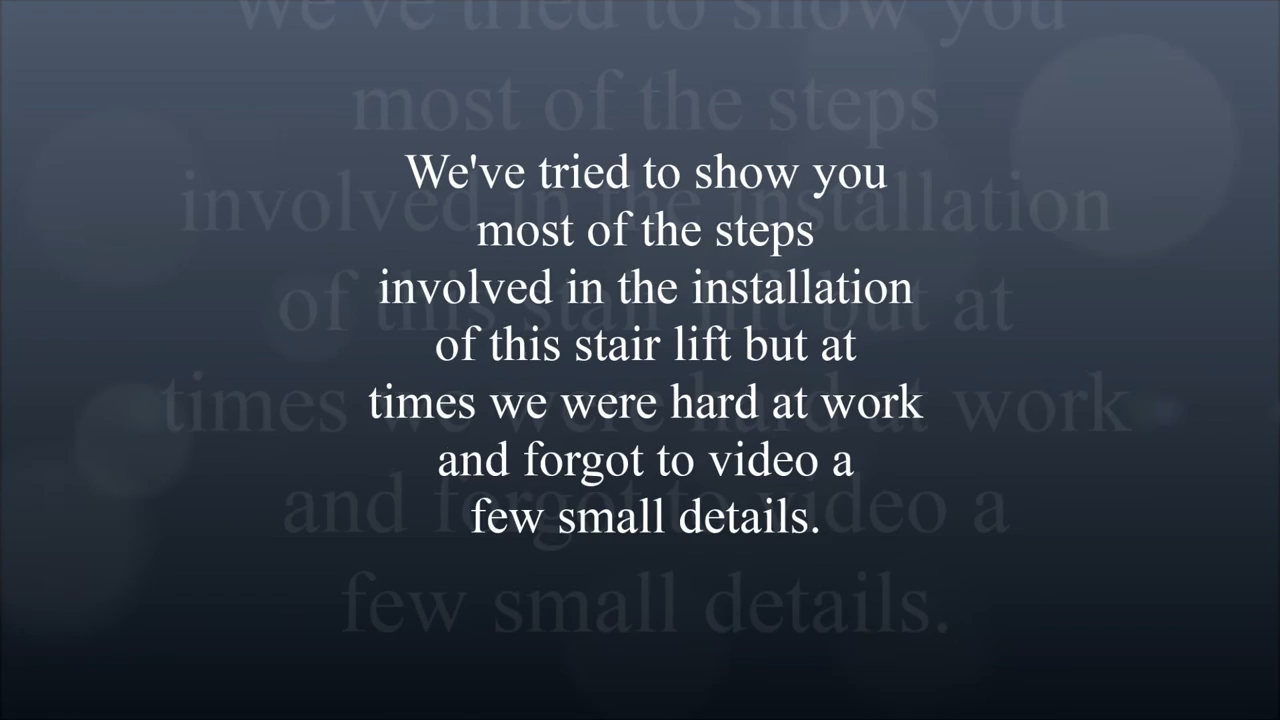 We've tried to show you
most of the steps
involved in the installation
of this stair lift but at
times we were hard at work
and forgot to video a
few small details.